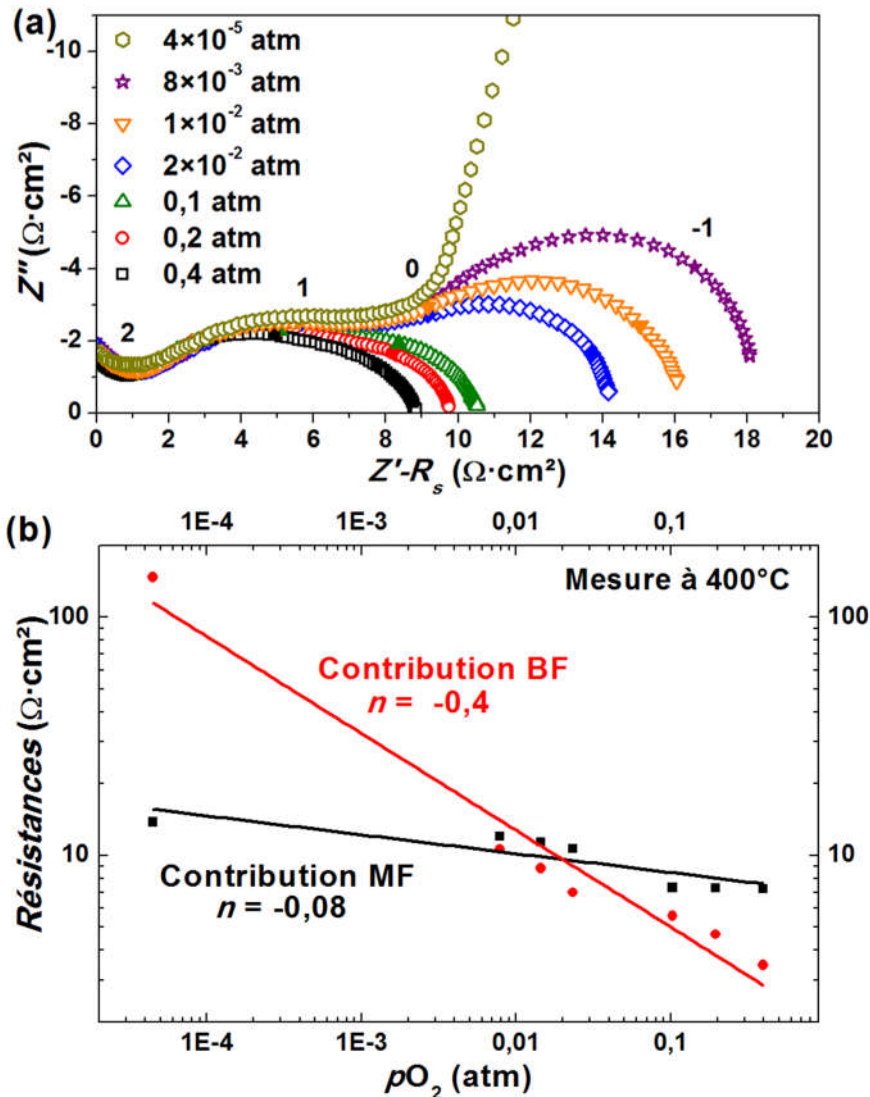 (a)
4×10⁻⁵ atm
8×10⁻³ atm
1×10⁻² atm
2×10⁻² atm
0,1 atm
0,2 atm
0,4 atm
2
1
0
-1
-10
-8
-6
-4
-2
0
Z'' (Ω·cm²)
0 2 4 6 8 10 12 14 16 18 20
Z'-Rₛ (Ω·cm²)
(b)
1E-4 1E-3 0,01 0,1
Mesure à 400°C
100 100
Contribution BF
n = -0,4
10 10
Contribution MF
n = -0,08
Résistances (Ω·cm²)
1E-4 1E-3 0,01 0,1
pO₂ (atm)